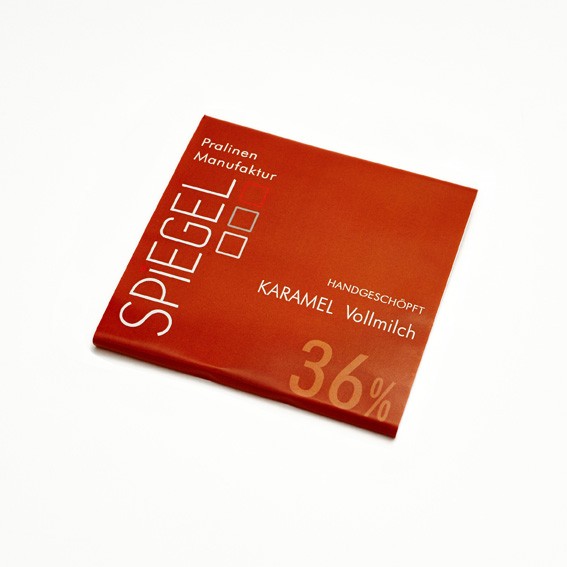 Pralinen
Manufaktur
SPIEGEL
HANDGESCHÖPFT
KARAMEL Vollmilch
36%